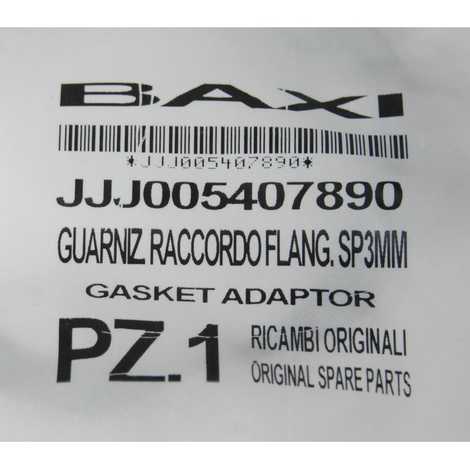 BAXI
*JJJ005407890*
JJJ005407890
GUARNIZ RACCORDO FLANG. SP3MM
GASKET ADAPTOR
PZ.1 RICAMBI ORIGINALI
ORIGINAL SPARE PARTS